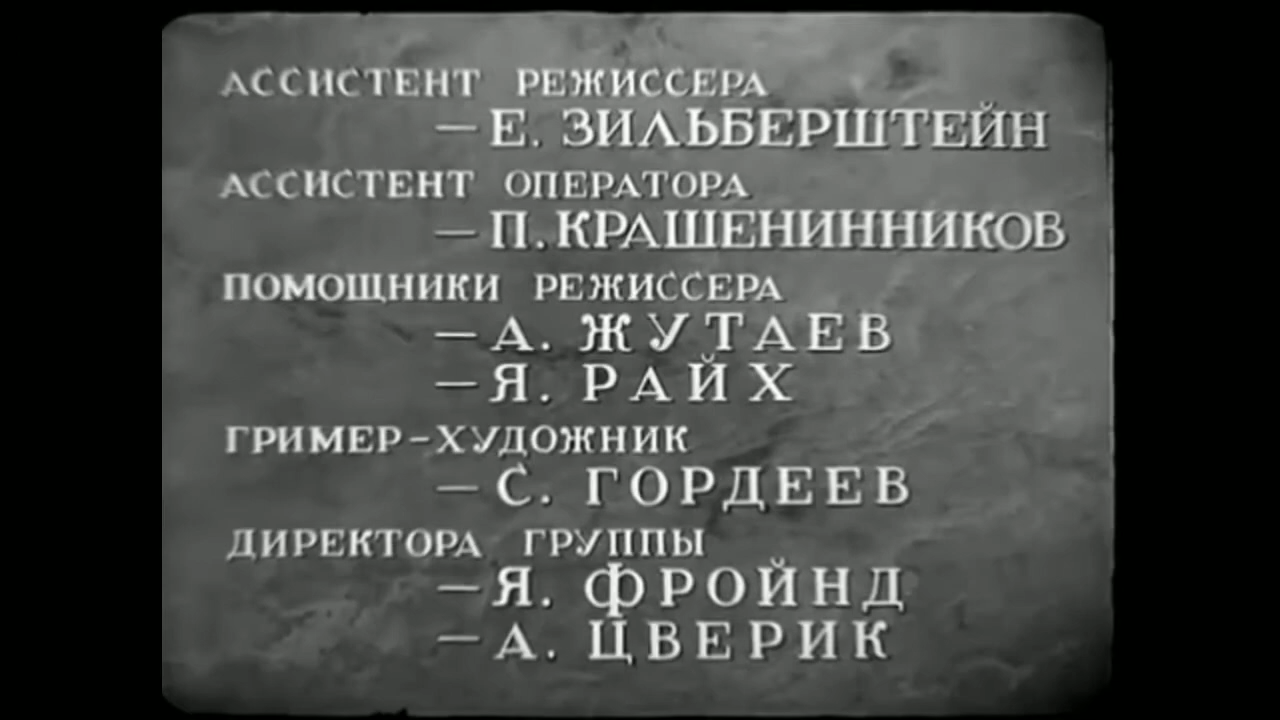 АССИСТЕНТ РЕЖИССЕРА
— Е. ЗИЛЬБЕРШТЕЙН
АССИСТЕНТ ОПЕРАТОРА
— П. КРАШЕНИННИКОВ
ПОМОЩНИКИ РЕЖИССЕРА
— А. ЖУТАЕВ
— Я. РАЙХ
ГРИМЕР-ХУДОЖНИК
— С. ГОРДЕЕВ
ДИРЕКТОРА ГРУППЫ
— Я. ФРОЙНД
— А. ЦВЕРИК